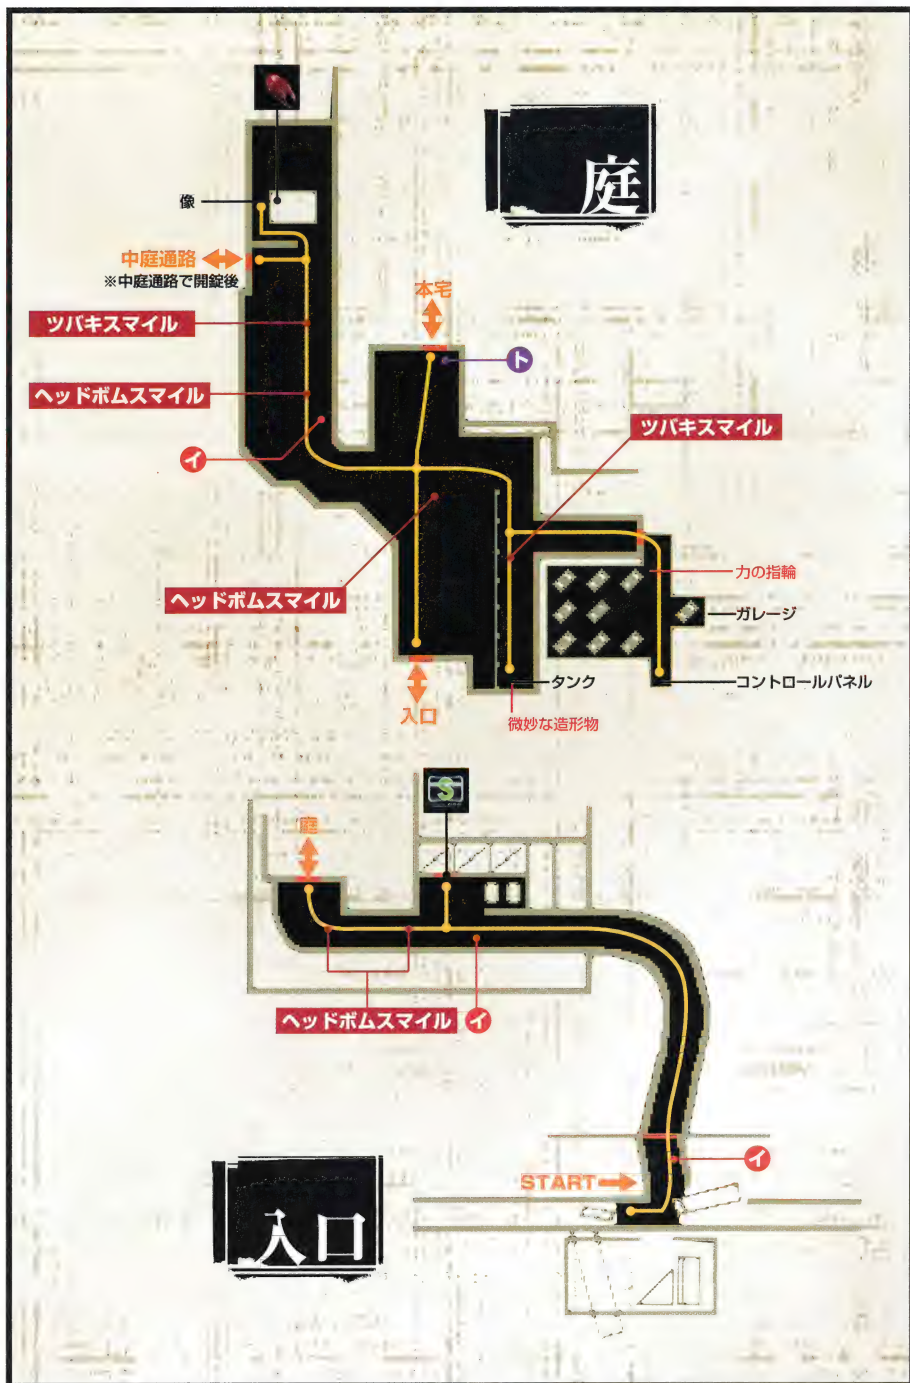 庭
像
中庭通路
※中庭通路で開錠後
本宅
ツバキスマイル
ト
ヘッドボムスマイル
ツバキスマイル
イ
力の指輪
ヘッドボムスマイル
ガレージ
タンク
コントロールパネル
入口
微妙な造形物
S
庭
ヘッドボムスマイル
イ
イ
START
入口